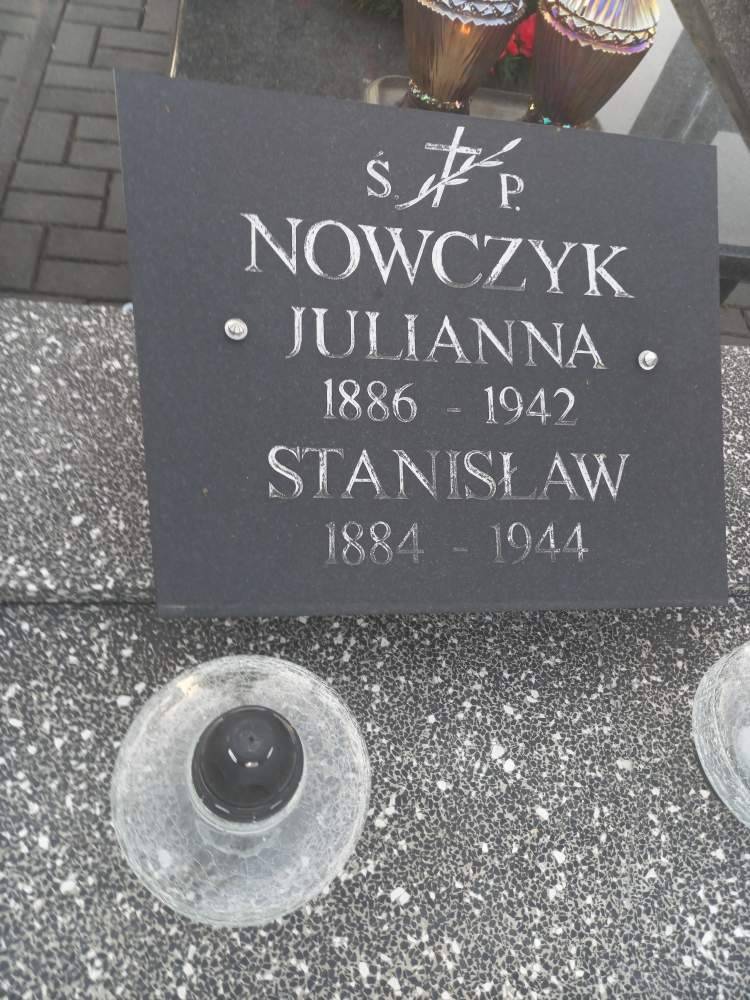 Ś. P.
NOWCZYK
JULIANNA
1886 - 1942
STANISŁAW
1884 - 1944